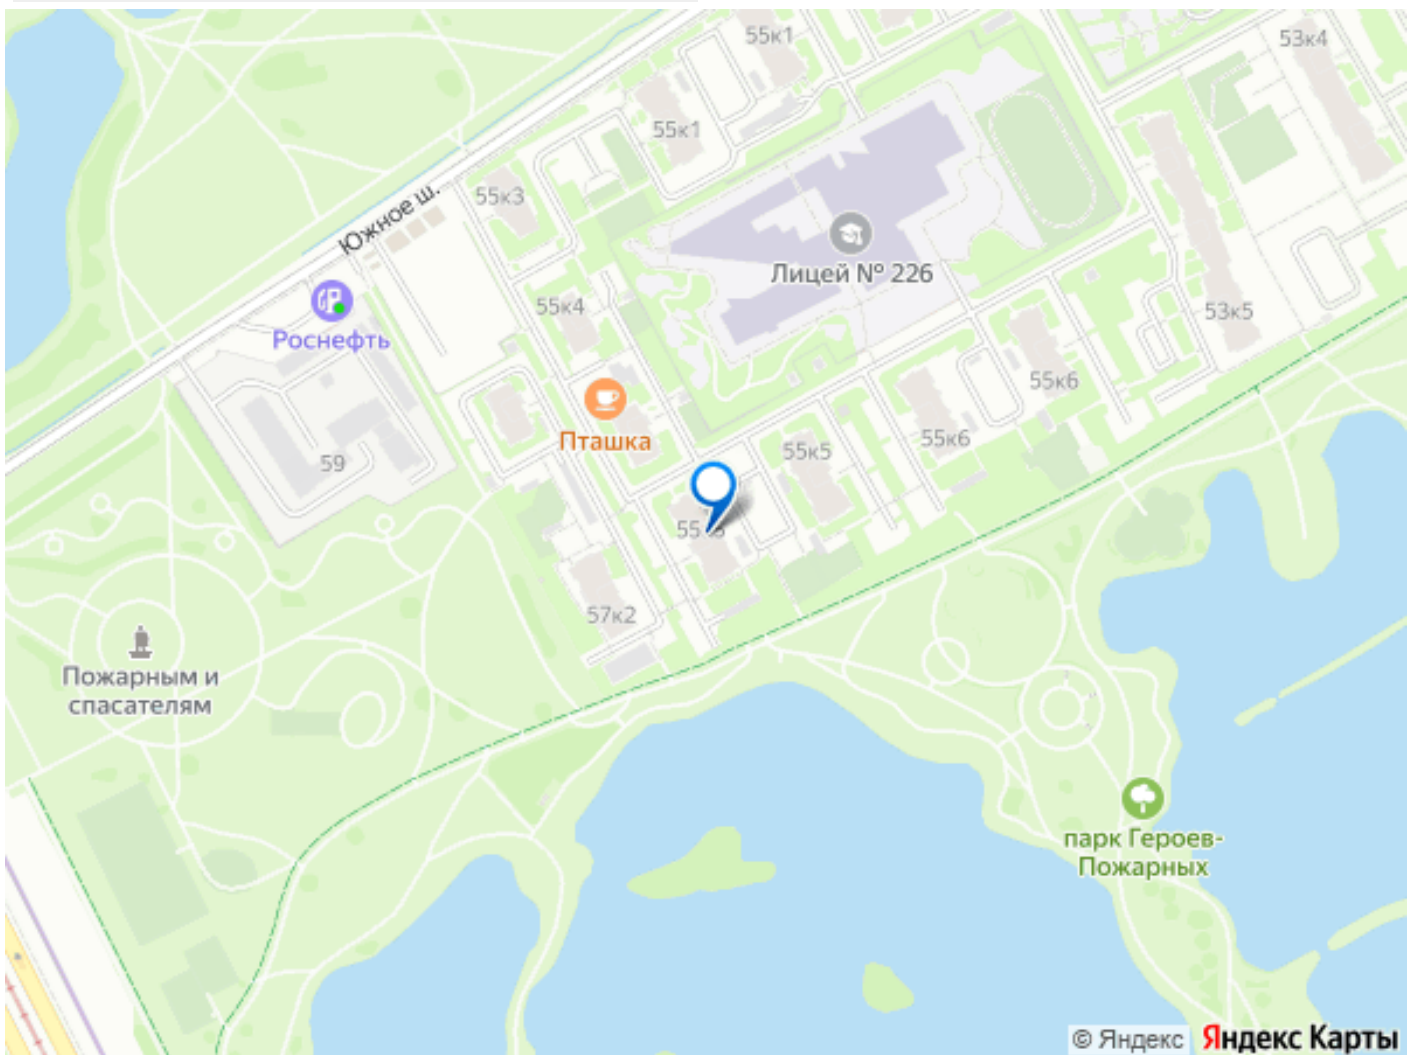 55к1
53к4
55к1
55к3
Южное ш.
Лицей № 226
55к4
53к5
Роснефть
55к6
Пташка
55к6
55к5
59
57к2
Пожарным и
спасателям
парк Героев-
Пожарных
© Яндекс
Яндекс Карты